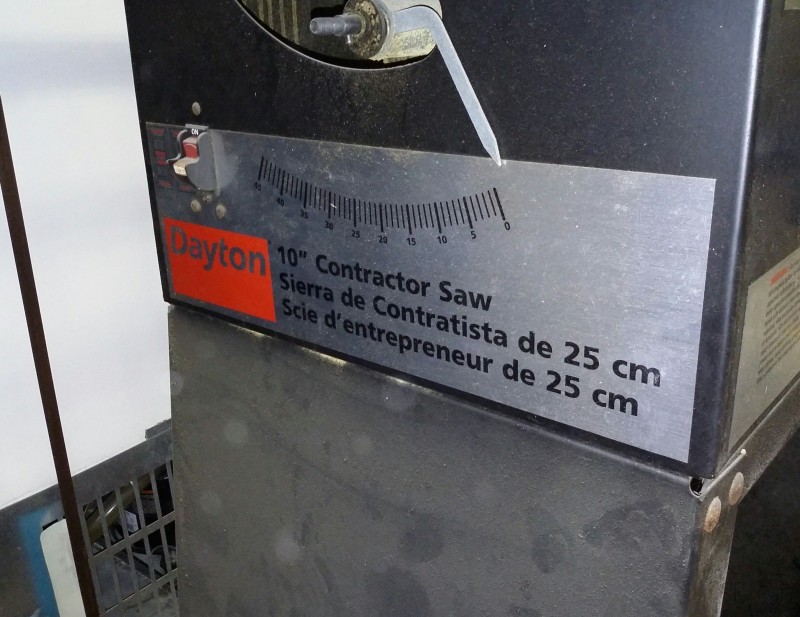 ON
45
40
35
30
25
20
15
10
5
0
Dayton
10" Contractor Saw
Sierra de Contratista de 25 cm
Scie d'entrepreneur de 25 cm